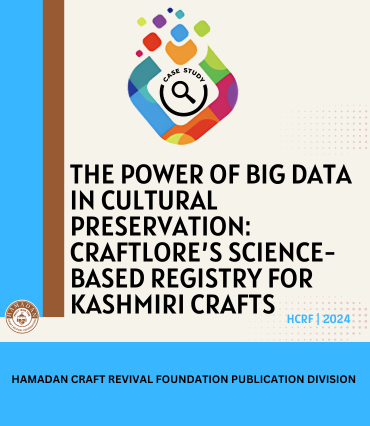 CASE STUDY
THE POWER OF BIG DATA
IN CULTURAL
PRESERVATION:
CRAFTLORE'S SCIENCE-
BASED REGISTRY FOR
KASHMIRI CRAFTS
HCRF | 2024
HAMADAN CRAFT REVIVAL FOUNDATION PUBLICATION DIVISION